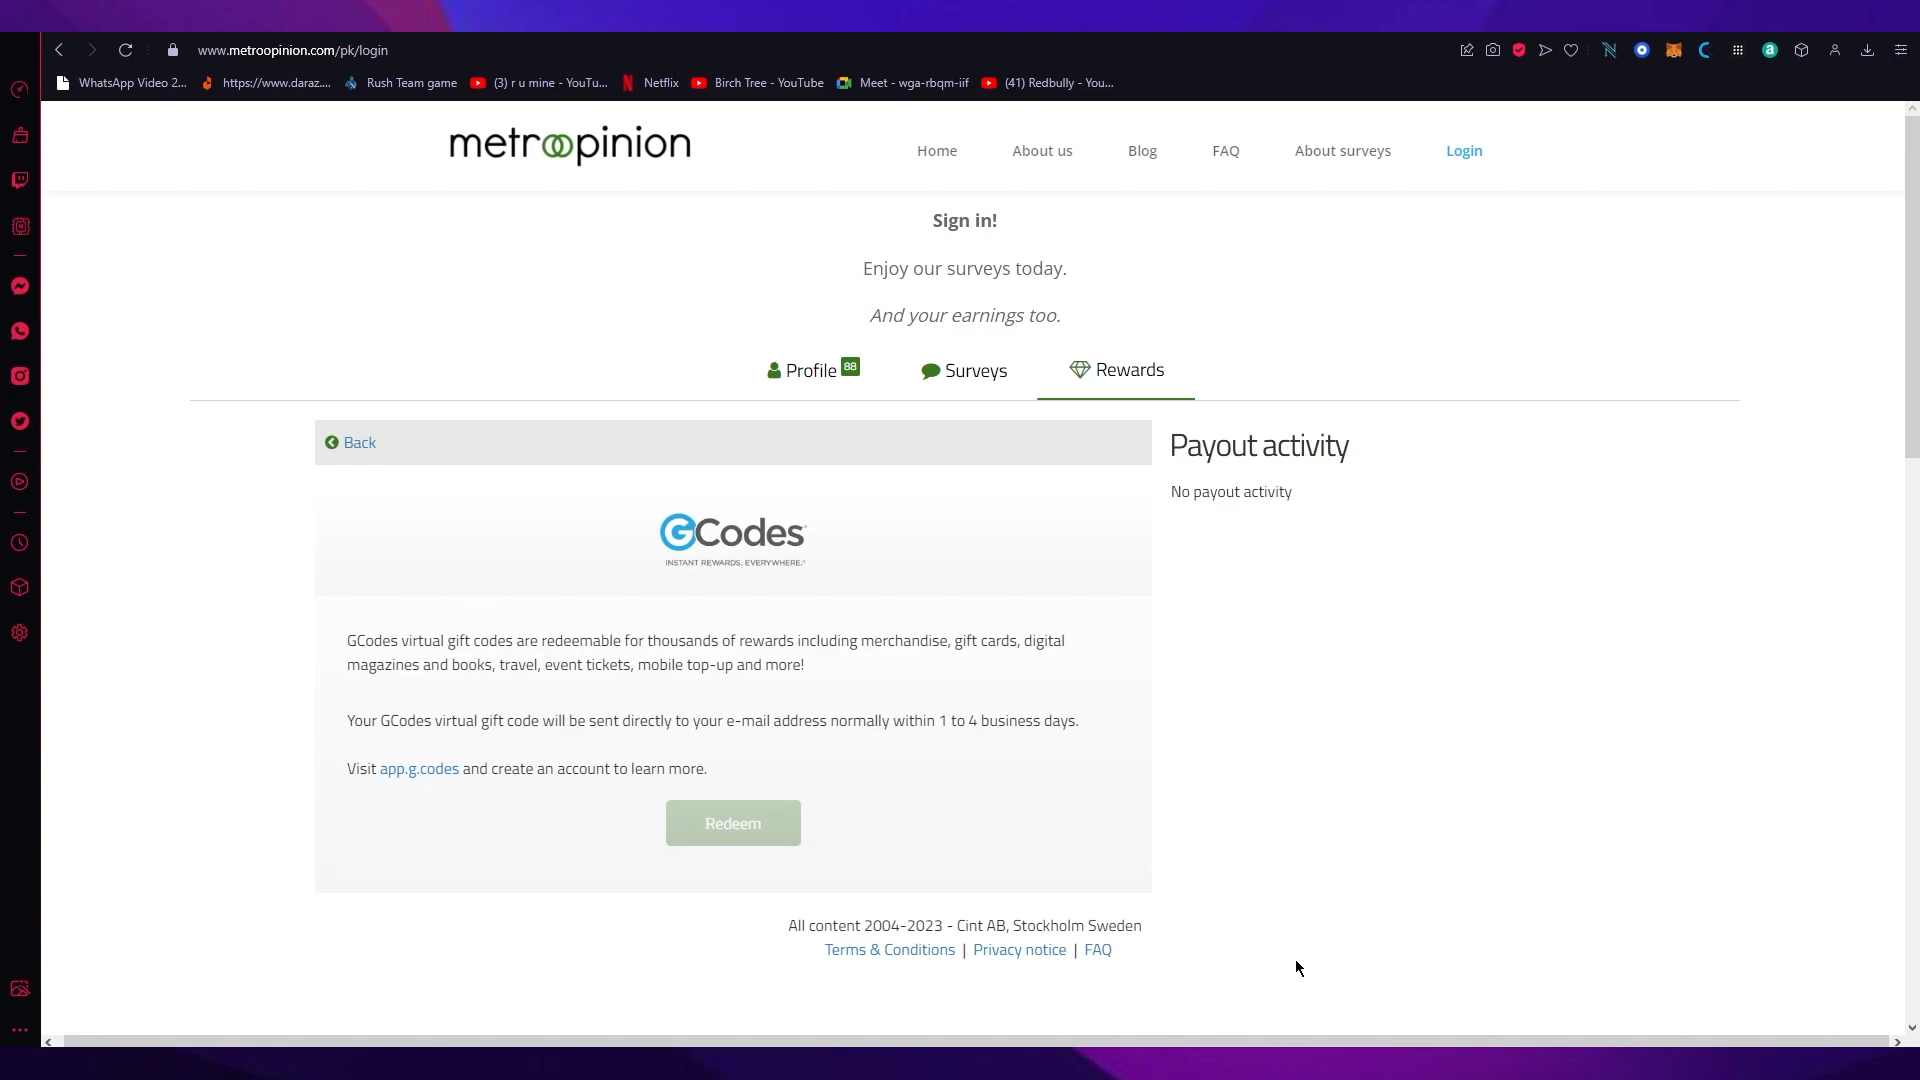 www.metroopinion.com/pk/login
WhatsApp Video 2...
https://www.daraz....
Rush Team game
(3) r u mine - YouTu...
Netflix
Birch Tree - YouTube
Meet - wga-rbqm-iif
(41) Redbully - You...
metroopinion
Home
About us
Blog
FAQ
About surveys
Login
Sign in!
Enjoy our surveys today.
And your earnings too.
Profile 88
Surveys
Rewards
Back
Payout activity
No payout activity
GCodes
INSTANT REWARDS, EVERYWHERE.
GCodes virtual gift codes are redeemable for thousands of rewards including merchandise, gift cards, digital
magazines and books, travel, event tickets, mobile top-up and more!
Your GCodes virtual gift code will be sent directly to your e-mail address normally within 1 to 4 business days.
Visit app.g.codes and create an account to learn more.
Redeem
All content 2004-2023 - Cint AB, Stockholm Sweden
Terms & Conditions | Privacy notice | FAQ